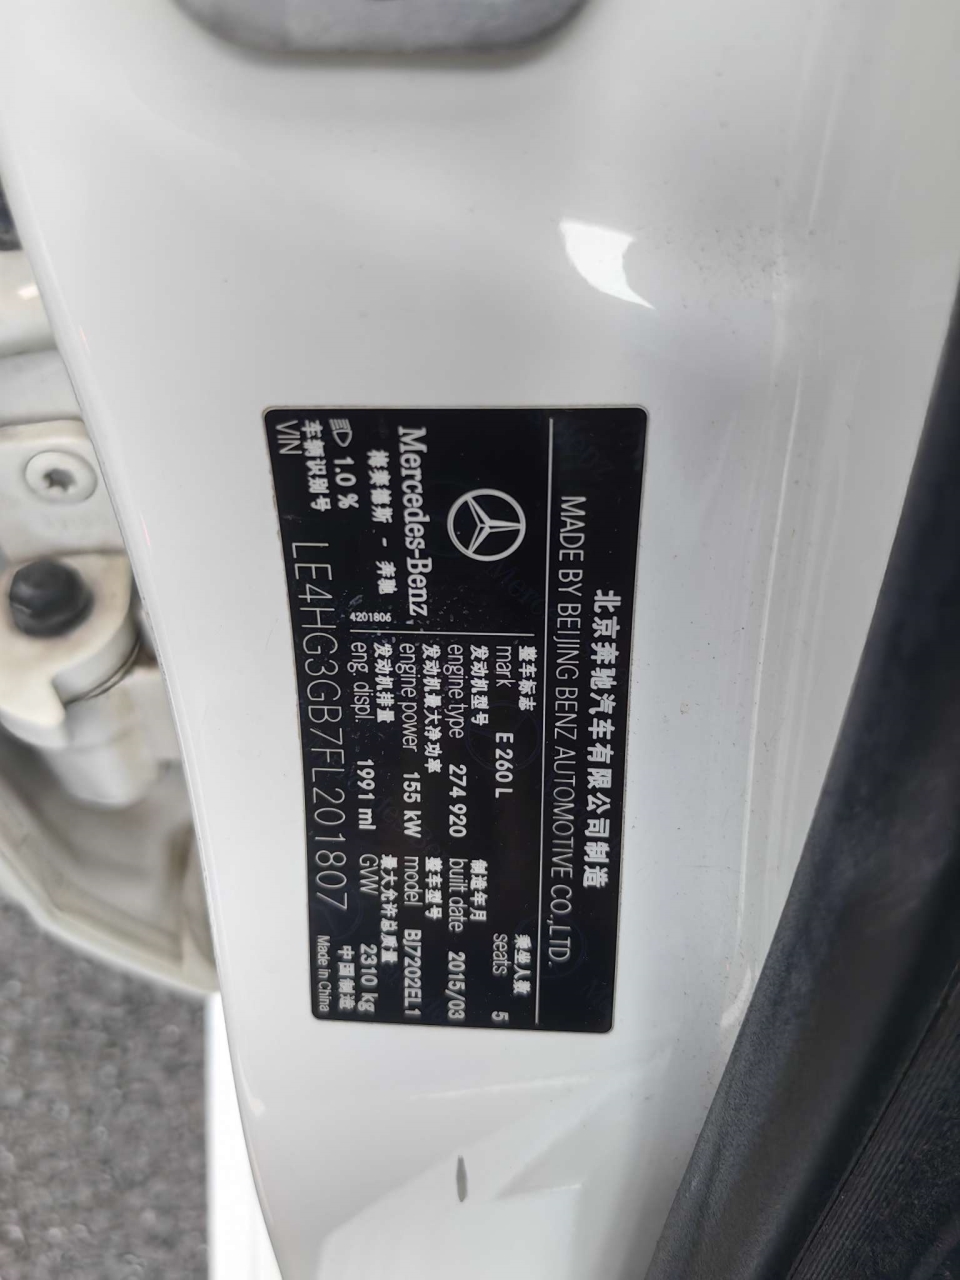 北京奔驰汽车有限公司制造
MADE BY BEIJING BENZ AUTOMOTIVE CO.,LTD.
Mercedes-Benz
梅赛德斯 - 奔驰
1.0 %
4201806
整车标志
mark E 260 L
乘坐人数
seats 5
发动机型号
engine type 274 920
制造年月
built date 2015/03
发动机最大净功率
engine power 155 kW
整车型号
model BJ7202EL1
发动机排量
eng. displ. 1991 ml
最大允许总质量
GVW 2310 kg
车辆识别号
VIN LE4HG3GB7FL201807
中国制造
Made in China